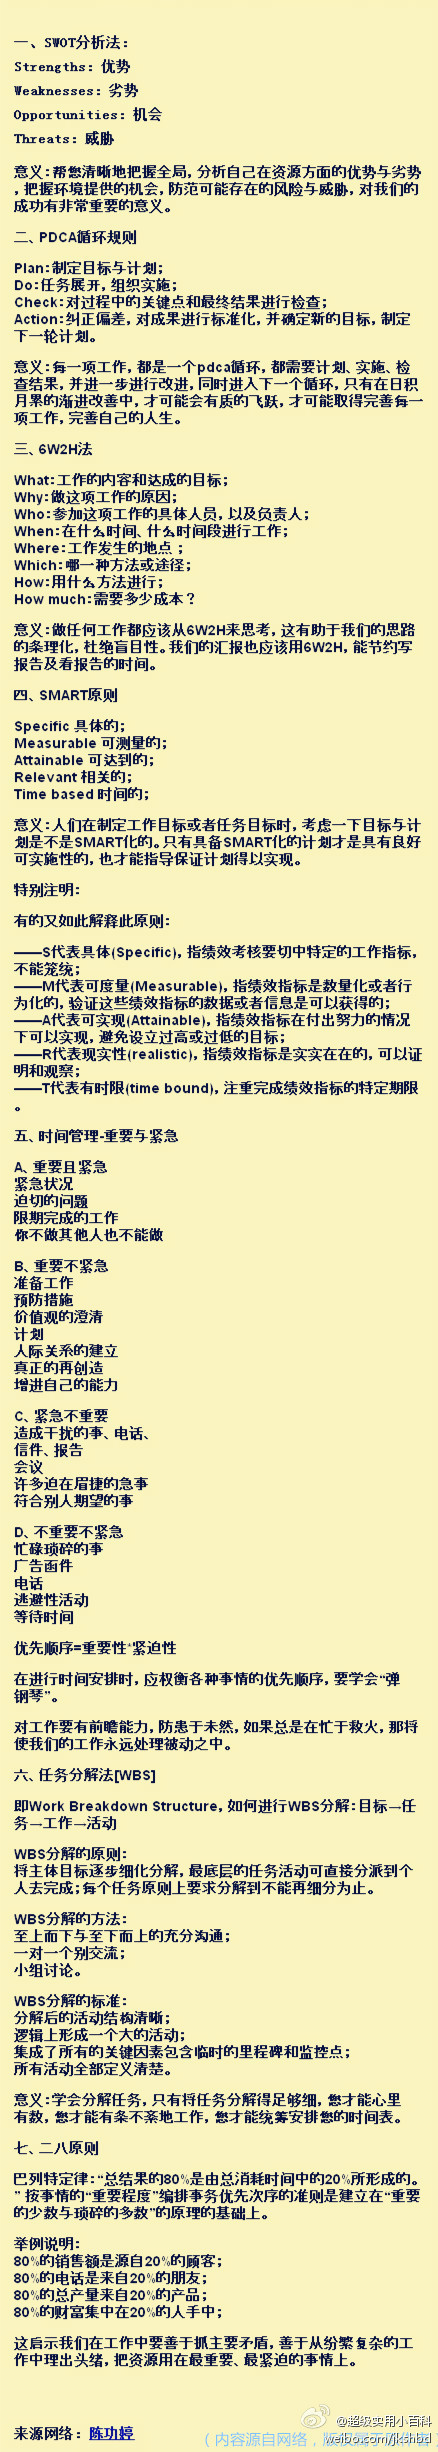 一、SWOT分析法：
Strengths：优势
Weaknesses：劣势
Opportunities：机会
Threats：威胁
意义：帮您清晰地把握全局，分析自己在资源方面的优势与劣势
，把握环境提供的机会，防范可能存在的风险与威胁，对我们的
成功有非常重要的意义。
二、PDCA循环规则
Plan：制定目标与计划；
Do：任务展开，组织实施；
Check：对过程中的关键点和最终结果进行检查；
Action：纠正偏差，对成果进行标准化，并确定新的目标，制定
下一轮计划。
意义：每一项工作，都是一个pdca循环，都需要计划、实施、检
查结果，并进一步进行改进，同时进入下一个循环，只有在日积
月累的渐进改善中，才可能会有质的飞跃，才可能取得完善每一
项工作，完善自己的人生。
三、6W2H法
What：工作的内容和达成的目标；
Why：做这项工作的原因；
Who：参加这项工作的具体人员，以及负责人；
When：在什么时间、什么时间段进行工作；
Where：工作发生的地点 ；
Which：哪一种方法或途径；
How：用什么方法进行；
How much：需要多少成本？
意义：做任何工作都应该从6W2H来思考，这有助于我们的思路
的条理化，杜绝盲目性。我们的汇报也应该用6W2H，能节约写
报告及看报告的时间。
四、SMART原则
Specific 具体的；
Measurable 可测量的；
Attainable 可达到的；
Relevant 相关的；
Time based 时间的；
意义：人们在制定工作目标或者任务目标时，考虑一下目标与计
划是不是SMART化的。只有具备SMART化的计划才是具有良好
可实施性的，也才能指导保证计划得以实现。
特别注明：
有的又如此解释此原则：
——S代表具体(Specific)，指绩效考核要切中特定的工作指标，
不能笼统；
——M代表可度量(Measurable)，指绩效指标是数量化或者行
为化的，验证这些绩效指标的数据或者信息是可以获得的；
——A代表可实现(Attainable)，指绩效指标在付出努力的情况
下可以实现，避免设立过高或过低的目标；
——R代表现实性(realistic)，指绩效指标是实实在在的，可以证
明和观察；
——T代表有时限(time bound)，注重完成绩效指标的特定期限
。
五、时间管理-重要与紧急
A、重要且紧急
紧急状况
迫切的问题
限期完成的工作
你不做其他人也不能做
B、重要不紧急
准备工作
预防措施
价值观的澄清
计划
人际关系的建立
真正的再创造
增进自己的能力
C、紧急不重要
造成干扰的事、电话、
信件、报告
会议
许多迫在眉捷的急事
符合别人期望的事
D、不重要不紧急
忙碌琐碎的事
广告函件
电话
逃避性活动
等待时间
优先顺序=重要性*紧迫性
在进行时间安排时，应权衡各种事情的优先顺序，要学会“弹
钢琴”。
对工作要有前瞻能力，防患于未然，如果总是在忙于救火，那将
使我们的工作永远处理被动之中。
六、任务分解法[WBS]
即Work Breakdown Structure，如何进行WBS分解：目标→任
务→工作→活动
WBS分解的原则：
将主体目标逐步细化分解，最底层的任务活动可直接分派到个
人去完成；每个任务原则上要求分解到不能再细分为止。
WBS分解的方法：
至上而下与至下而上的充分沟通；
一对一个别交流；
小组讨论。
WBS分解的标准：
分解后的活动结构清晰；
逻辑上形成一个大的活动；
集成了所有的关键因素包含临时的里程碑和监控点；
所有活动全部定义清楚。
意义：学会分解任务，只有将任务分解得足够细，您才能心里
有数，您才能有条不紊地工作，您才能统筹安排您的时间表。
七、二八原则
巴列特定律：“总结果的80%是由总消耗时间中的20%所形成的。
” 按事情的“重要程度”编排事务优先次序的准则是建立在“重要
的少数与琐碎的多数”的原理的基础上。
举例说明：
80%的销售额是源自20%的顾客；
80%的电话是来自20%的朋友；
80%的总产量来自20%的产品；
80%的财富集中在20%的人手中；
这启示我们在工作中要善于抓主要矛盾，善于从纷繁复杂的工
作中理出头绪，把资源用在最重要、最紧迫的事情上。
@超级实用小百科
来源网络：陈功婷
weibo.com/jkshbd
（内容源自网络，版权属于原作者